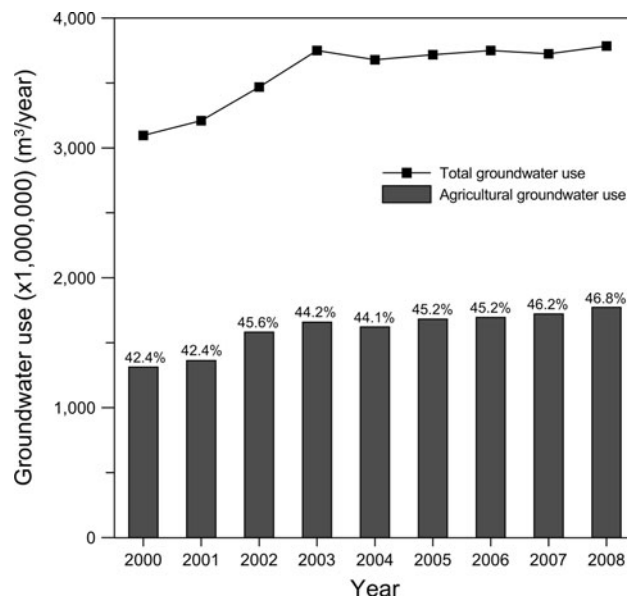 4,000
3,000
2,000
1,000
0
Groundwater use (x1,000,000) (m³/year)
Total groundwater use
Agricultural groundwater use
42.4%
42.4%
45.6%
44.2%
44.1%
45.2%
45.2%
46.2%
46.8%
2000 2001 2002 2003 2004 2005 2006 2007 2008
Year